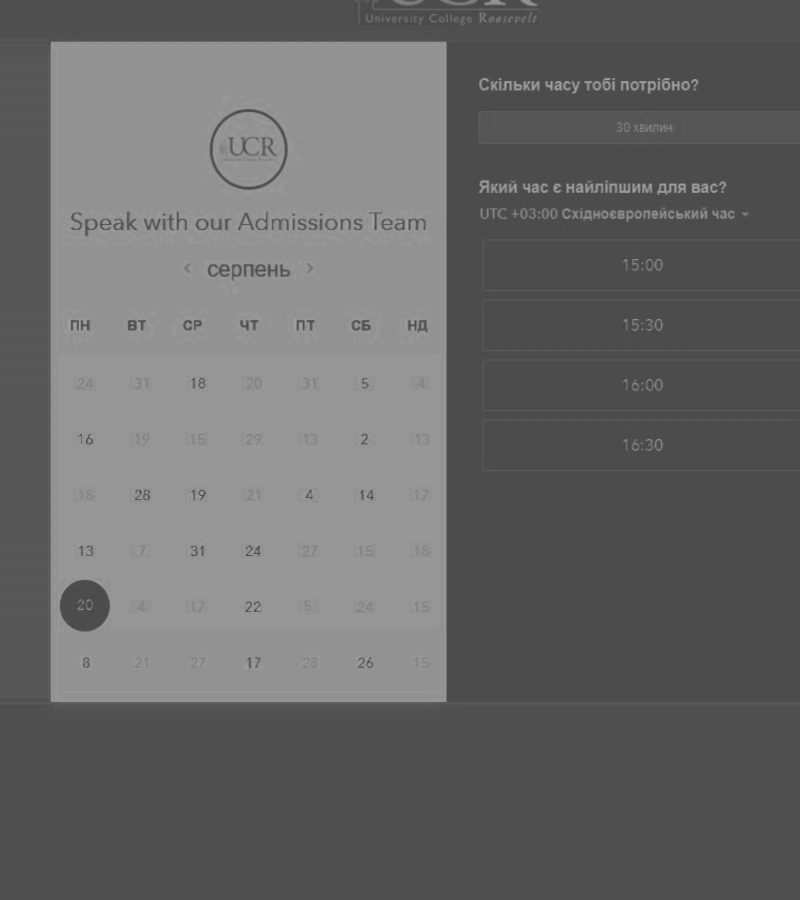 UCR
University College Roosevelt
UCR
Speak with our Admissions Team
серпень
ПН ВТ СР ЧТ ПТ СБ НД
24 31 18 20 31 5 4
16 19 15 29 13 2 13
18 28 19 21 4 14 17
13 7 31 24 27 15 18
20 4 17 22 5 24 15
8 21 27 17 28 26 15
Скільки часу тобі потрібно?
30 хвилин
Який час є найліпшим для вас?
UTC +03:00 Східноєвропейський час
15:00
15:30
16:00
16:30